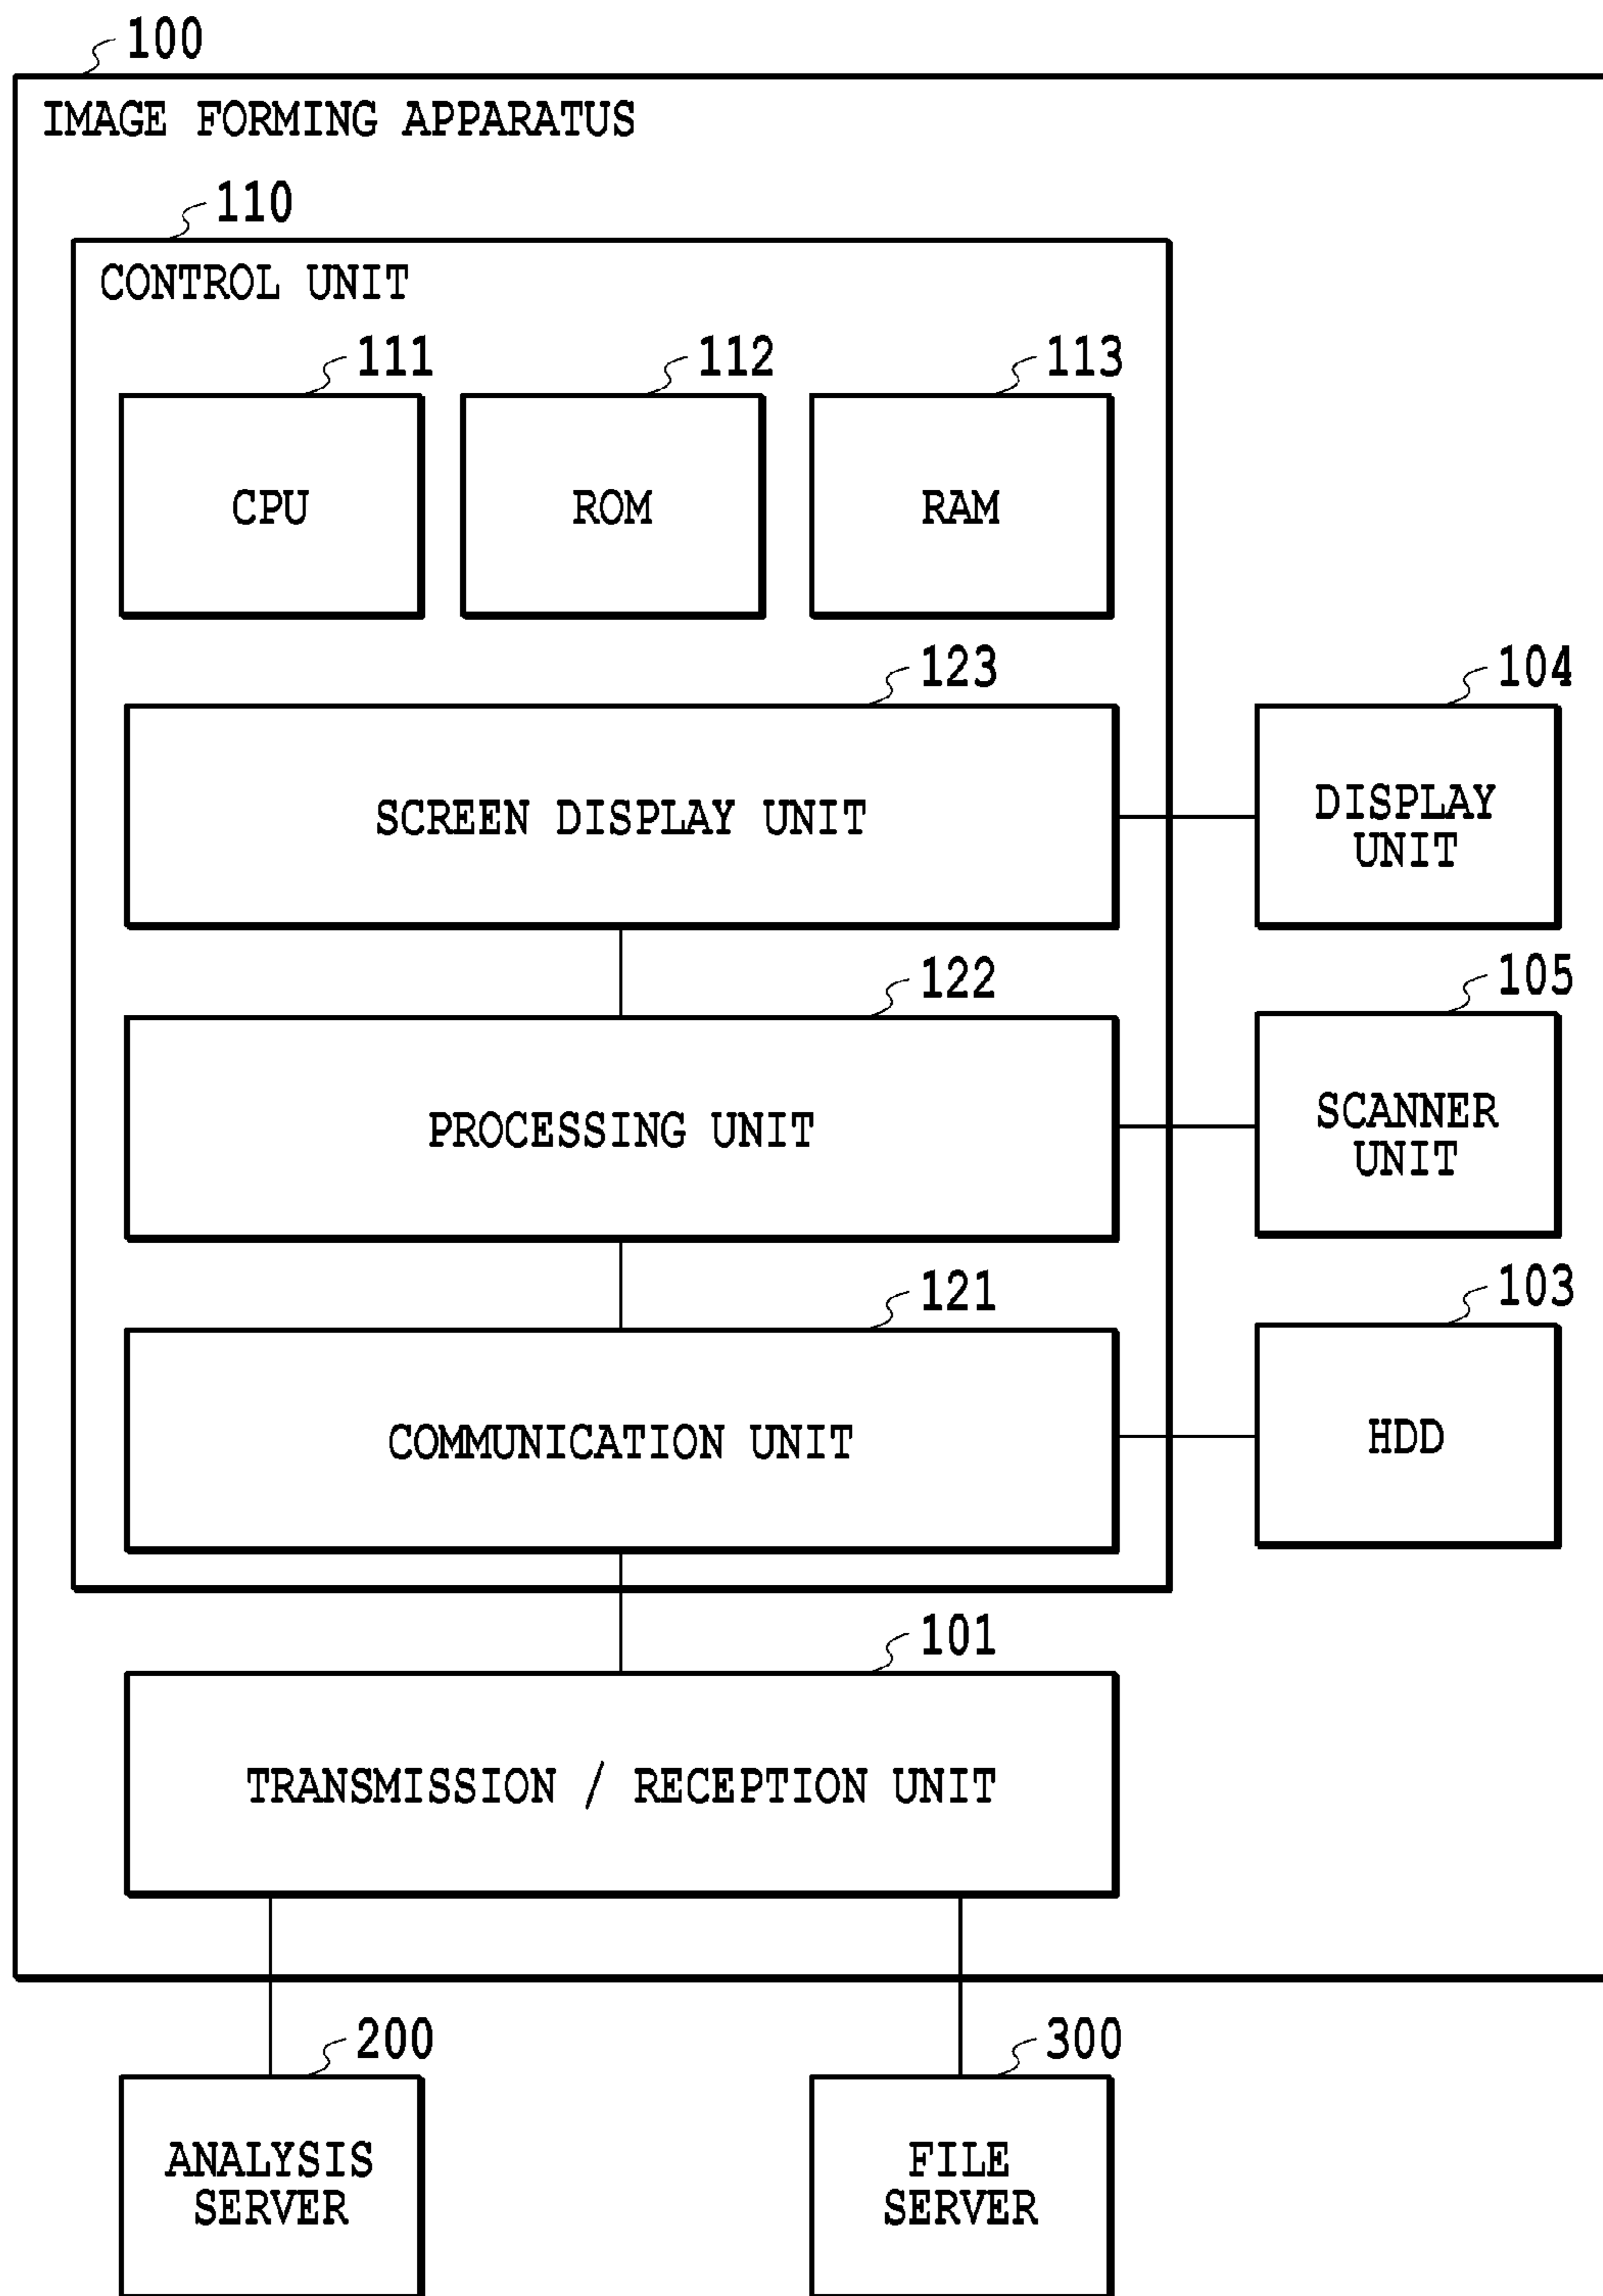 100
IMAGE FORMING APPARATUS
110
CONTROL UNIT
111
112
113
CPU
ROM
RAM
123
104
SCREEN DISPLAY UNIT
DISPLAY
UNIT
122
105
PROCESSING UNIT
SCANNER
UNIT
121
103
COMMUNICATION UNIT
HDD
101
TRANSMISSION / RECEPTION UNIT
200
300
ANALYSIS
SERVER
FILE
SERVER